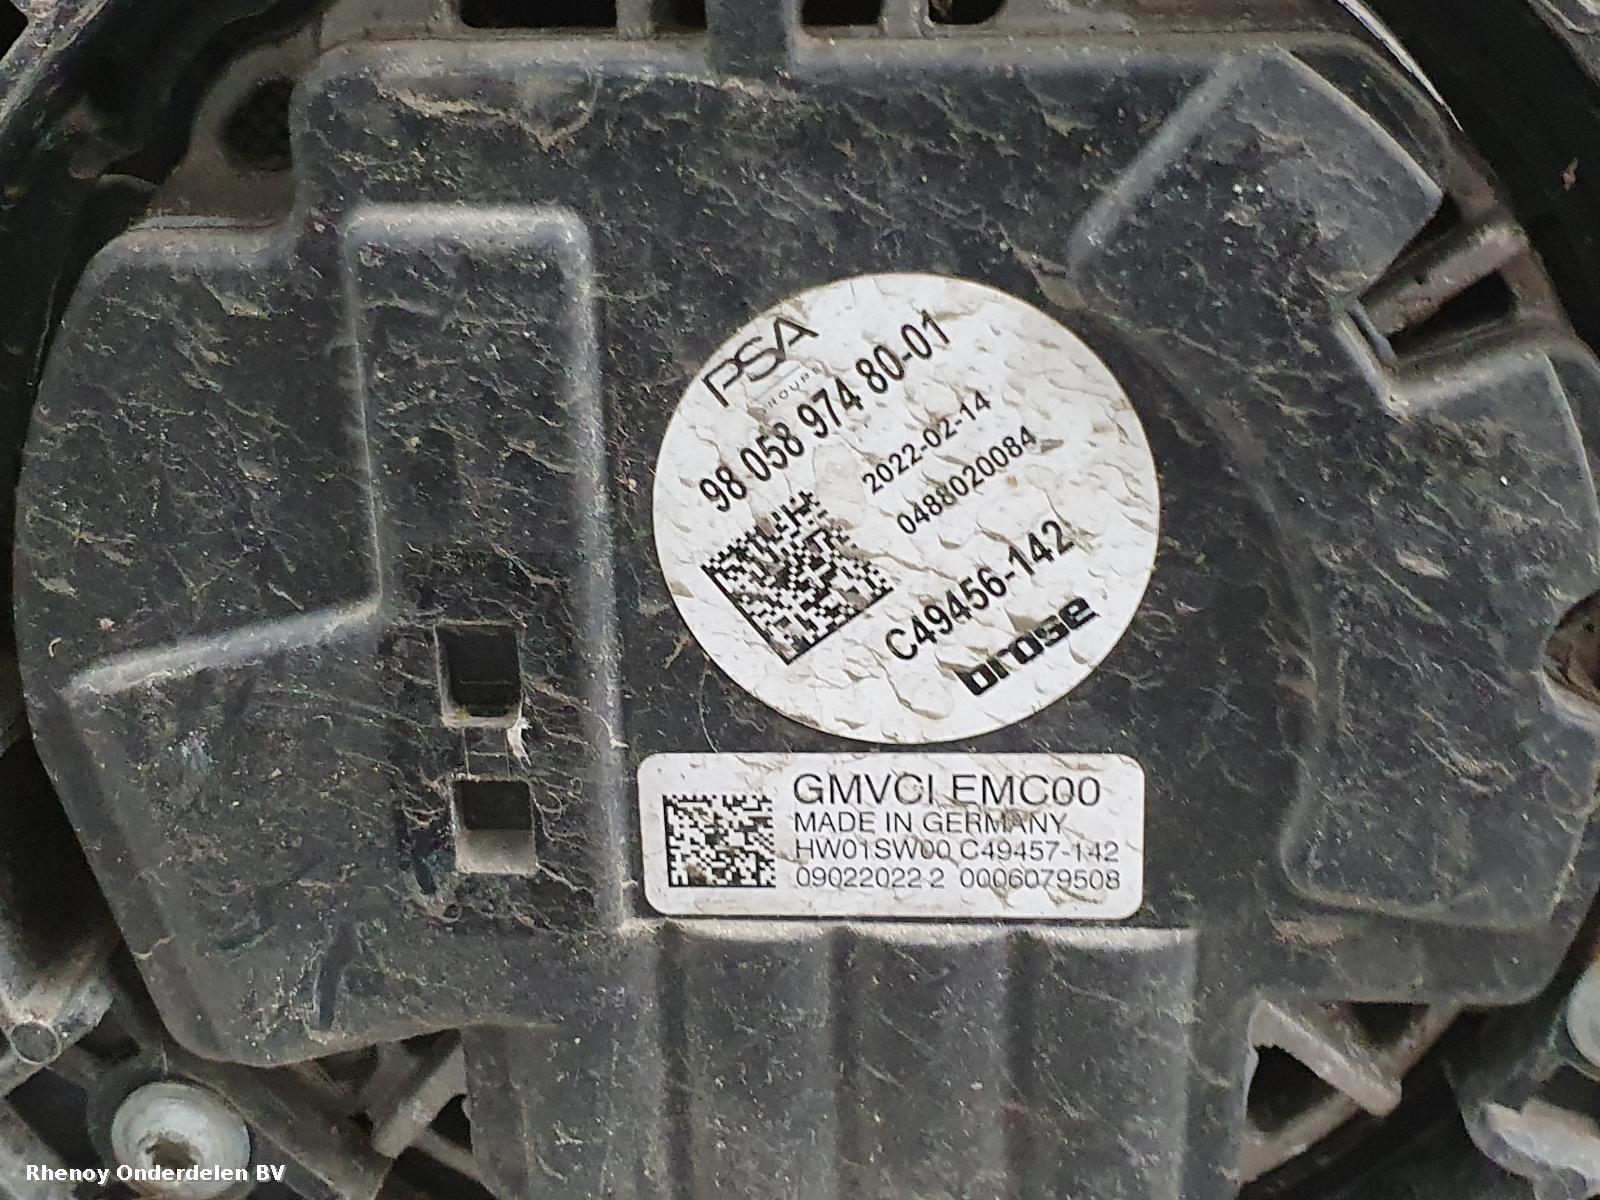 PSA
98 058 974 80-01
2022-02-14
0488020084
C49456-142
brose
GMVCI EMC00
MADE IN GERMANY
HW01SW00 C49457-142
09022022 2 0006079508
Rhenoy Onderdelen BV